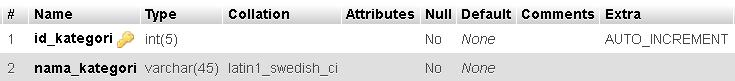 # Name Type Collation Attributes Null Default Comments Extra
1 id_kategori int(5) No None AUTO_INCREMENT
2 nama_kategori varchar(45) latin1_swedish_ci No None